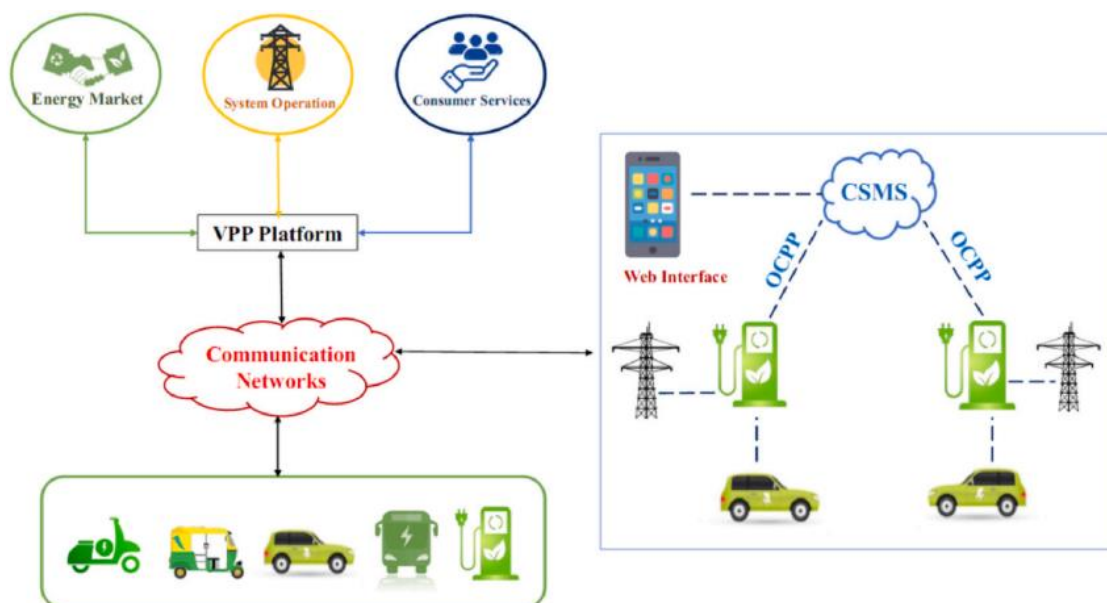 Energy Market
System Operation
Consumer Services
VPP Platform
Communication
Networks
CSMS
Web Interface
OCPP
OCPP